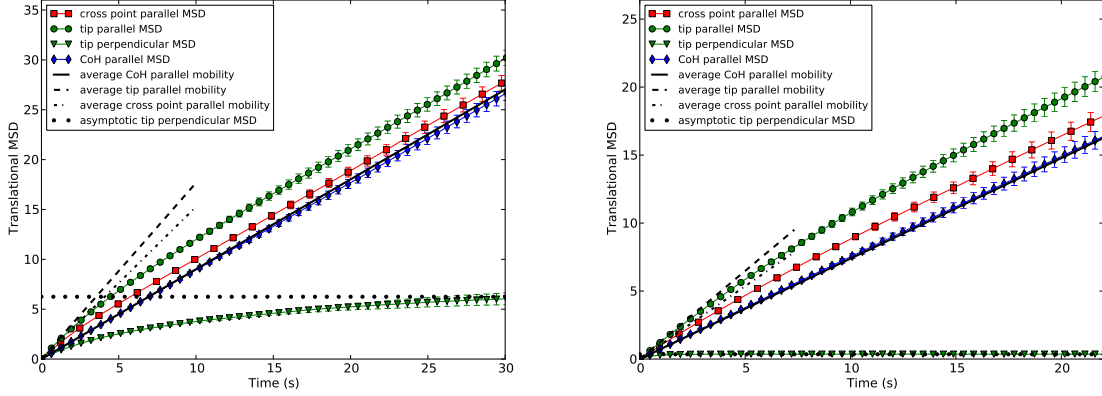 35
30
25
20
15
10
5
0
Translational MSD
cross point parallel MSD
tip parallel MSD
tip perpendicular MSD
CoH parallel MSD
average CoH parallel mobility
average tip parallel mobility
average cross point parallel mobility
asymptotic tip perpendicular MSD
0 5 10 15 20 25 30
Time (s)
25
20
15
10
5
0
Translational MSD
cross point parallel MSD
tip parallel MSD
tip perpendicular MSD
CoH parallel MSD
average CoH parallel mobility
average tip parallel mobility
average cross point parallel mobility
asymptotic tip perpendicular MSD
0 5 10 15 20
Time (s)